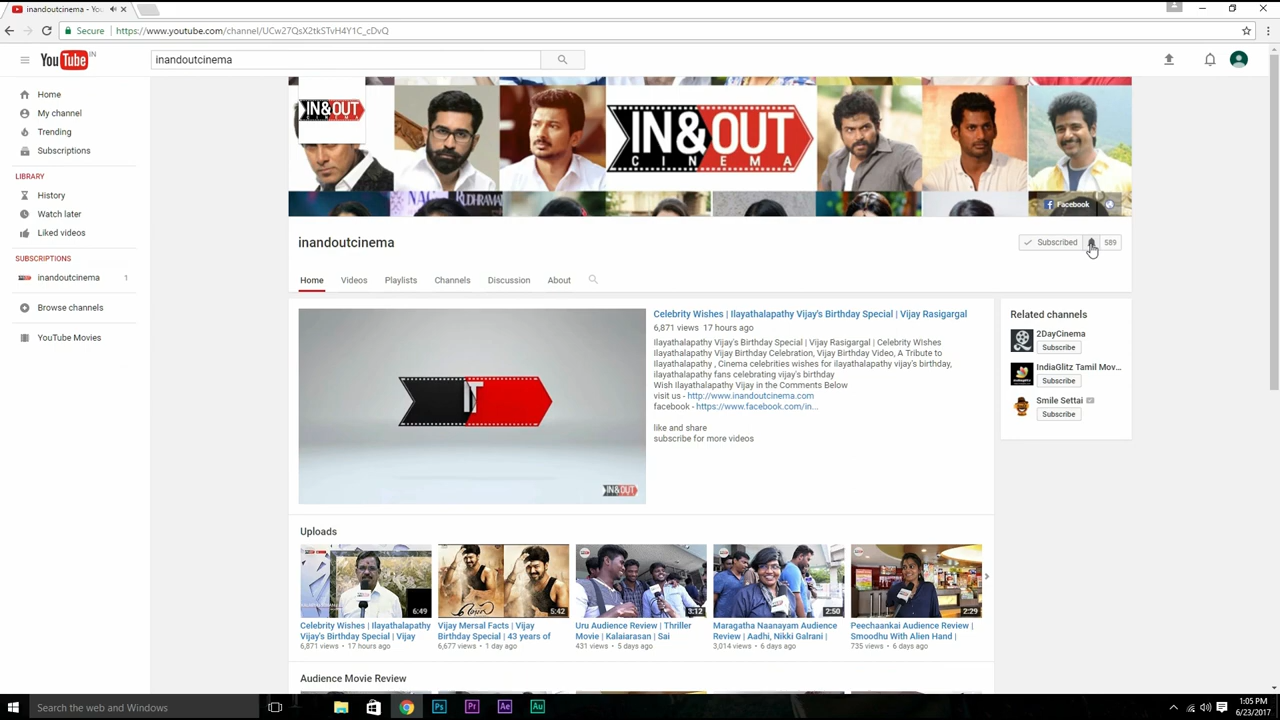 inandoutcinema - Yo
Secure
https://www.youtube.com/channel/UCw27QsX2tkSTvH4Y1C_cDvQ
YouTube IN
inandoutcinema
Home
My channel
Trending
Subscriptions
LIBRARY
History
Watch later
Liked videos
SUBSCRIPTIONS
inandoutcinema 1
Browse channels
YouTube Movies
IN&OUT
CINEMA
IN&OUT
CINEMA
Facebook
inandoutcinema
Subscribed 589
Home Videos Playlists Channels Discussion About
IN&OUT
Celebrity Wishes | Ilayathalapathy Vijay's Birthday Special | Vijay Rasigargal
6,871 views 17 hours ago
Ilayathalapathy Vijay's Birthday Special | Vijay Rasigargal | Celebrity WIshes
Ilayathalapathy Vijay Birthday Celebration, Vijay Birthday Video, A Tribute to
ilayathalapathy , Cinema celebrities wishes for ilayathalapathy vijay's birthday,
ilayathalapathy fans celebrating vijay's birthday
Wish Ilayathalapathy Vijay in the Comments Below
visit us - http://www.inandoutcinema.com
facebook - https://www.facebook.com/in...
like and share
subscribe for more videos
Related channels
2DayCinema
Subscribe
IndiaGlitz Tamil Mov...
Subscribe
Smile Settai
Subscribe
Uploads
6:49
5:42
3:12
2:50
2:29
Celebrity Wishes | Ilayathalapathy
Vijay's Birthday Special | Vijay
6,871 views • 17 hours ago
Vijay Mersal Facts | Vijay
Birthday Special | 43 years of
6,677 views • 1 day ago
Uru Audience Review | Thriller
Movie | Kalaiarasan | Sai
431 views • 5 days ago
Maragatha Naanayam Audience
Review | Aadhi, Nikki Galrani |
3,014 views • 6 days ago
Peechaankai Audience Review |
Smoodhu With Alien Hand |
735 views • 6 days ago
Audience Movie Review
Search the web and Windows
Ps Pr Ae Au
1:05 PM
6/23/2017